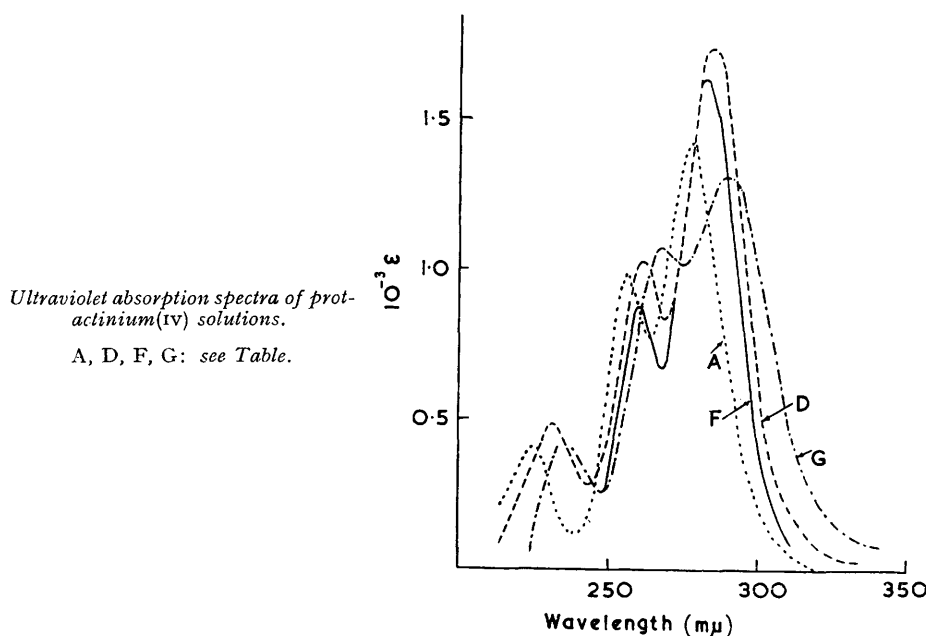 Ultraviolet absorption spectra of prot-
actinium(IV) solutions.
A, D, F, G: see Table.
10⁻³ ε
1·5
1·0
0·5
A
F
D
G
250
300
350
Wavelength (mμ)